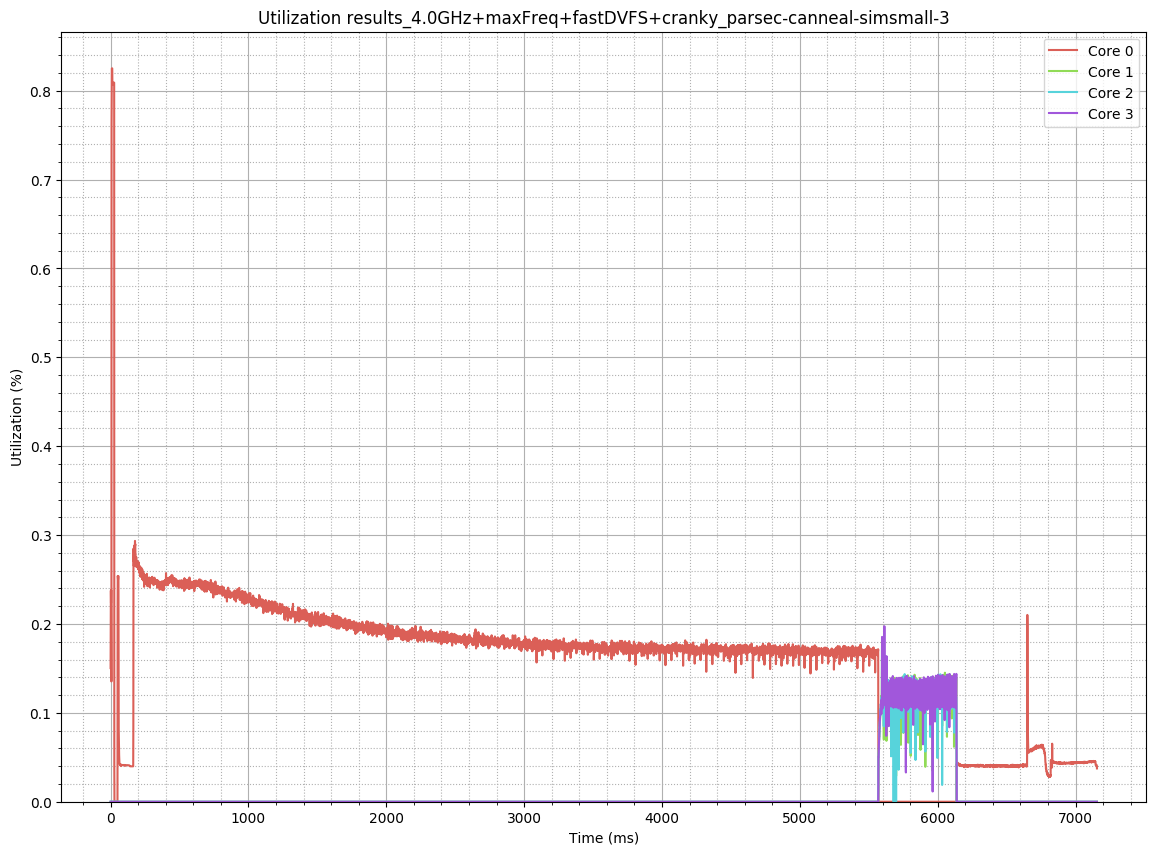 Utilization results_4.0GHz+maxFreq+fastDVFS+cranky_parsec-canneal-simsmall-3
Core 0
Core 1
Core 2
Core 3
Utilization (%)
0.8
0.7
0.6
0.5
0.4
0.3
0.2
0.1
0.0
0 1000 2000 3000 4000 5000 6000 7000
Time (ms)